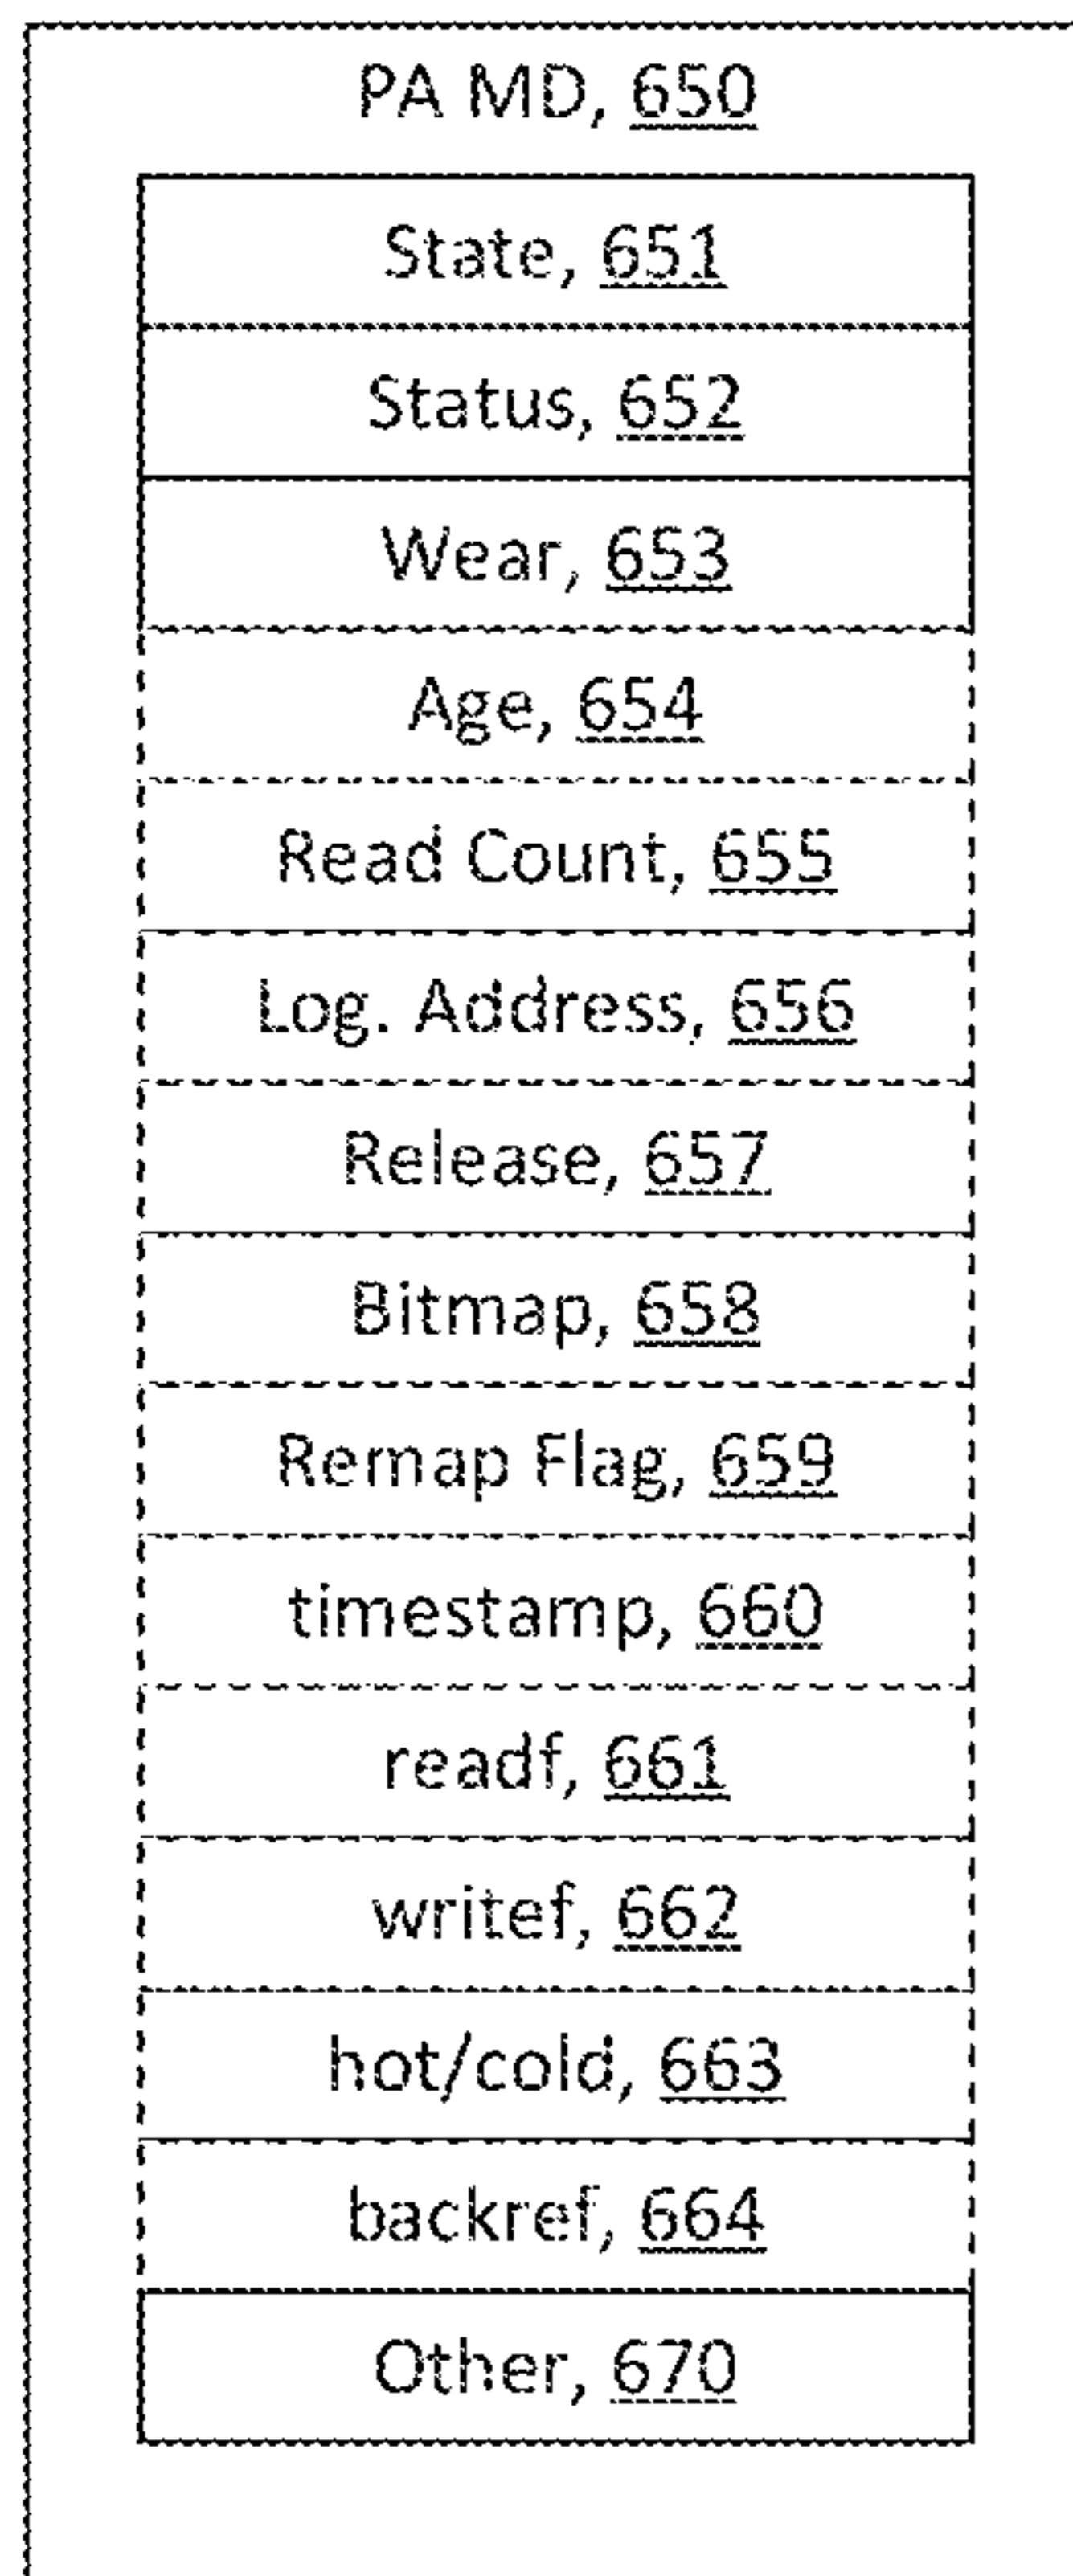 PA MD, 650
State, 651
Status, 652
Wear, 653
Age, 654
Read Count, 655
Log. Address, 656
Release, 657
Bitmap, 658
Remap Flag, 659
timestamp, 660
readf, 661
writef, 662
hot/cold, 663
backref, 664
Other, 670